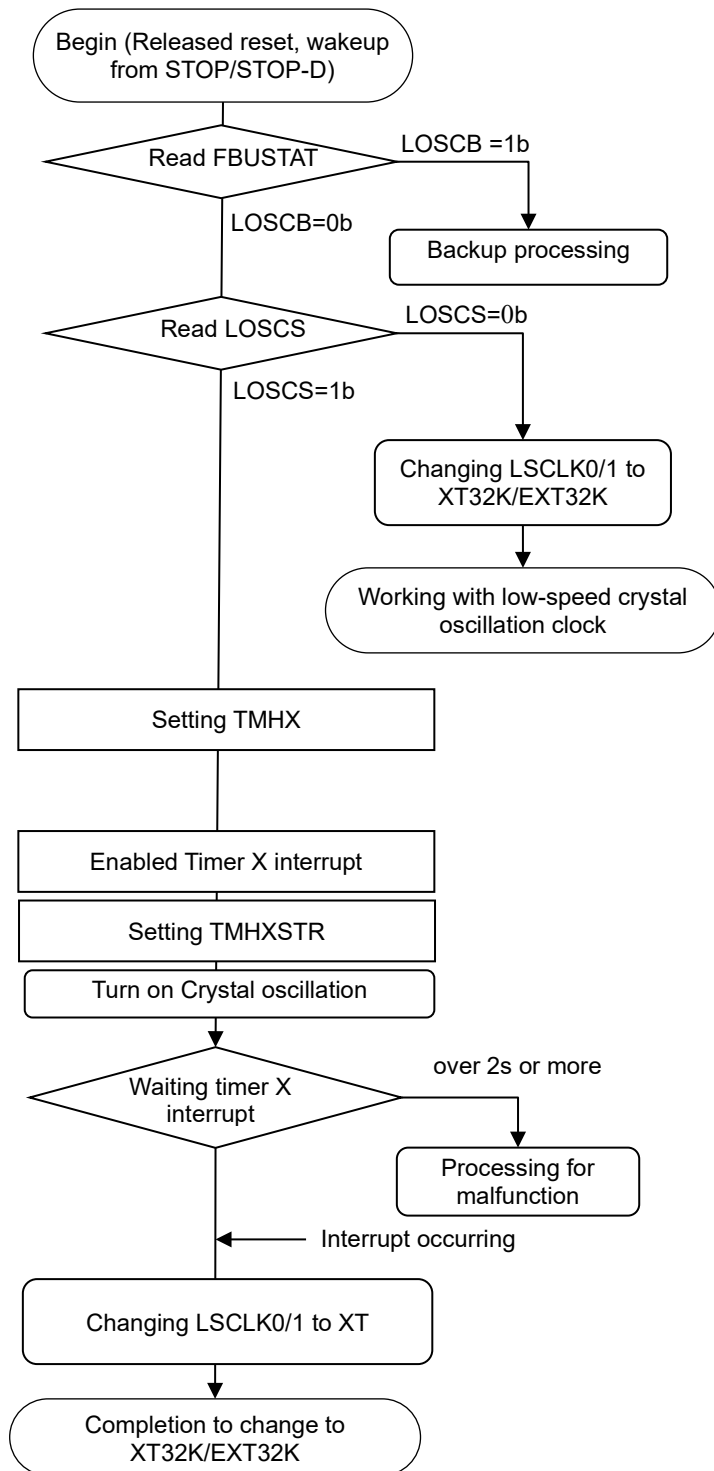 Begin (Released reset, wakeup
from STOP/STOP-D)
Read FBUSTAT
LOSCB =1b
LOSCB=0b
Backup processing
Read LOSCS
LOSCS=0b
LOSCS=1b
Changing LSCLK0/1 to
XT32K/EXT32K
Working with low-speed crystal
oscillation clock
Setting TMHX
Enabled Timer X interrupt
Setting TMHXSTR
Turn on Crystal oscillation
Waiting timer X
interrupt
over 2s or more
Processing for
malfunction
Interrupt occurring
Changing LSCLK0/1 to XT
Completion to change to
XT32K/EXT32K